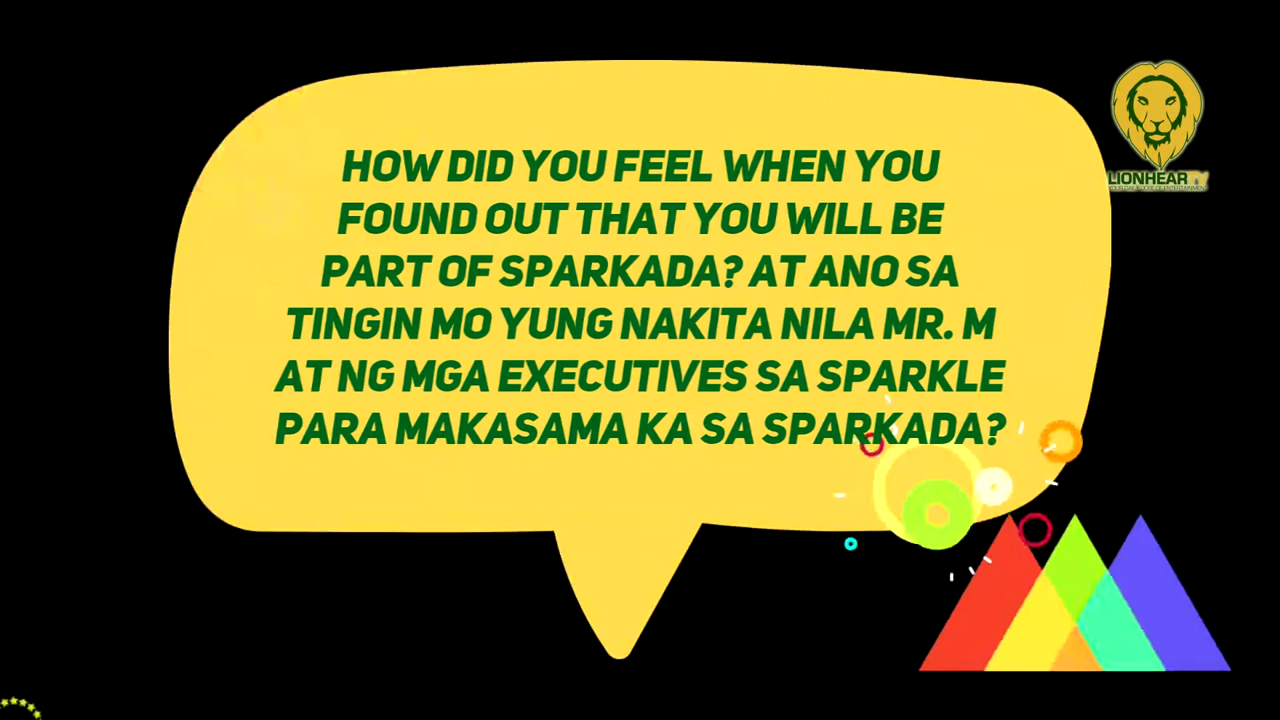 HOW DID YOU FEEL WHEN YOU
FOUND OUT THAT YOU WILL BE
PART OF SPARKADA? AT ANO SA
TINGIN MO YUNG NAKITA NILA MR. M
AT NG MGA EXECUTIVES SA SPARKLE
PARA MAKASAMA KA SA SPARKADA?
LIONHEARTV